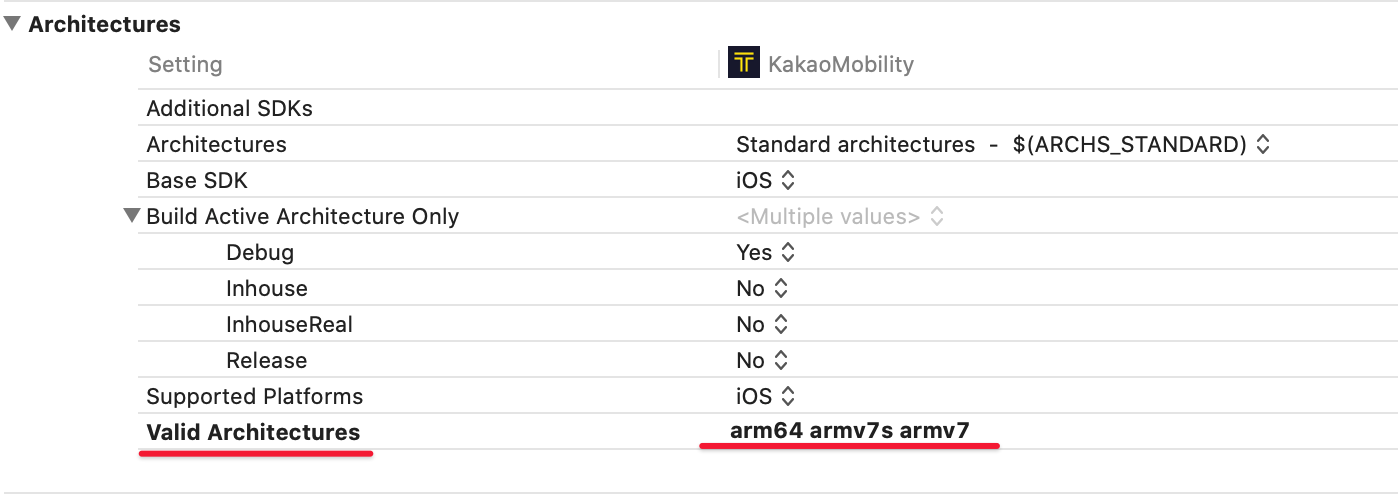 Architectures
Setting KakaoMobility
Additional SDKs
Architectures Standard architectures - $(ARCHS_STANDARD)
Base SDK iOS
Build Active Architecture Only <Multiple values>
Debug Yes
Inhouse No
InhouseReal No
Release No
Supported Platforms iOS
Valid Architectures arm64 armv7s armv7